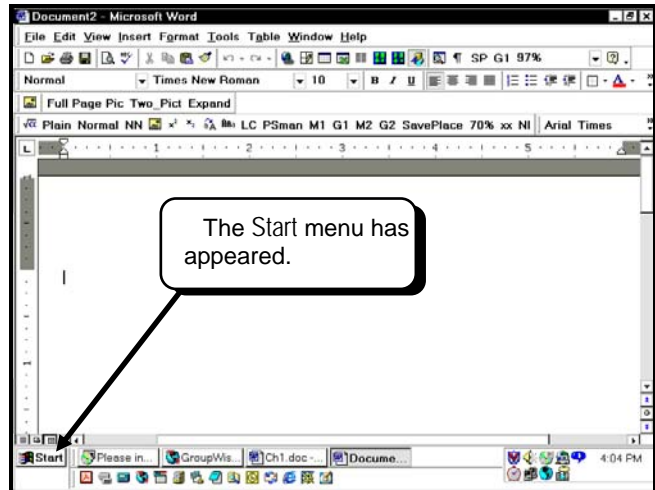 Document2 - Microsoft Word
File Edit View Insert Format Tools Table Window Help
SP G1 97%
Normal Times New Roman 10 B I U A
Full Page Pic Two_Pict Expand
√α Plain Normal NN x² LC PSman M1 G1 M2 G2 SavePlace 70% xx NI Arial Times
L 1 2 3 4 5
The Start menu has
appeared.
1
Start Please in... GroupWis... Ch1.doc -... Docume... 4:04 PM